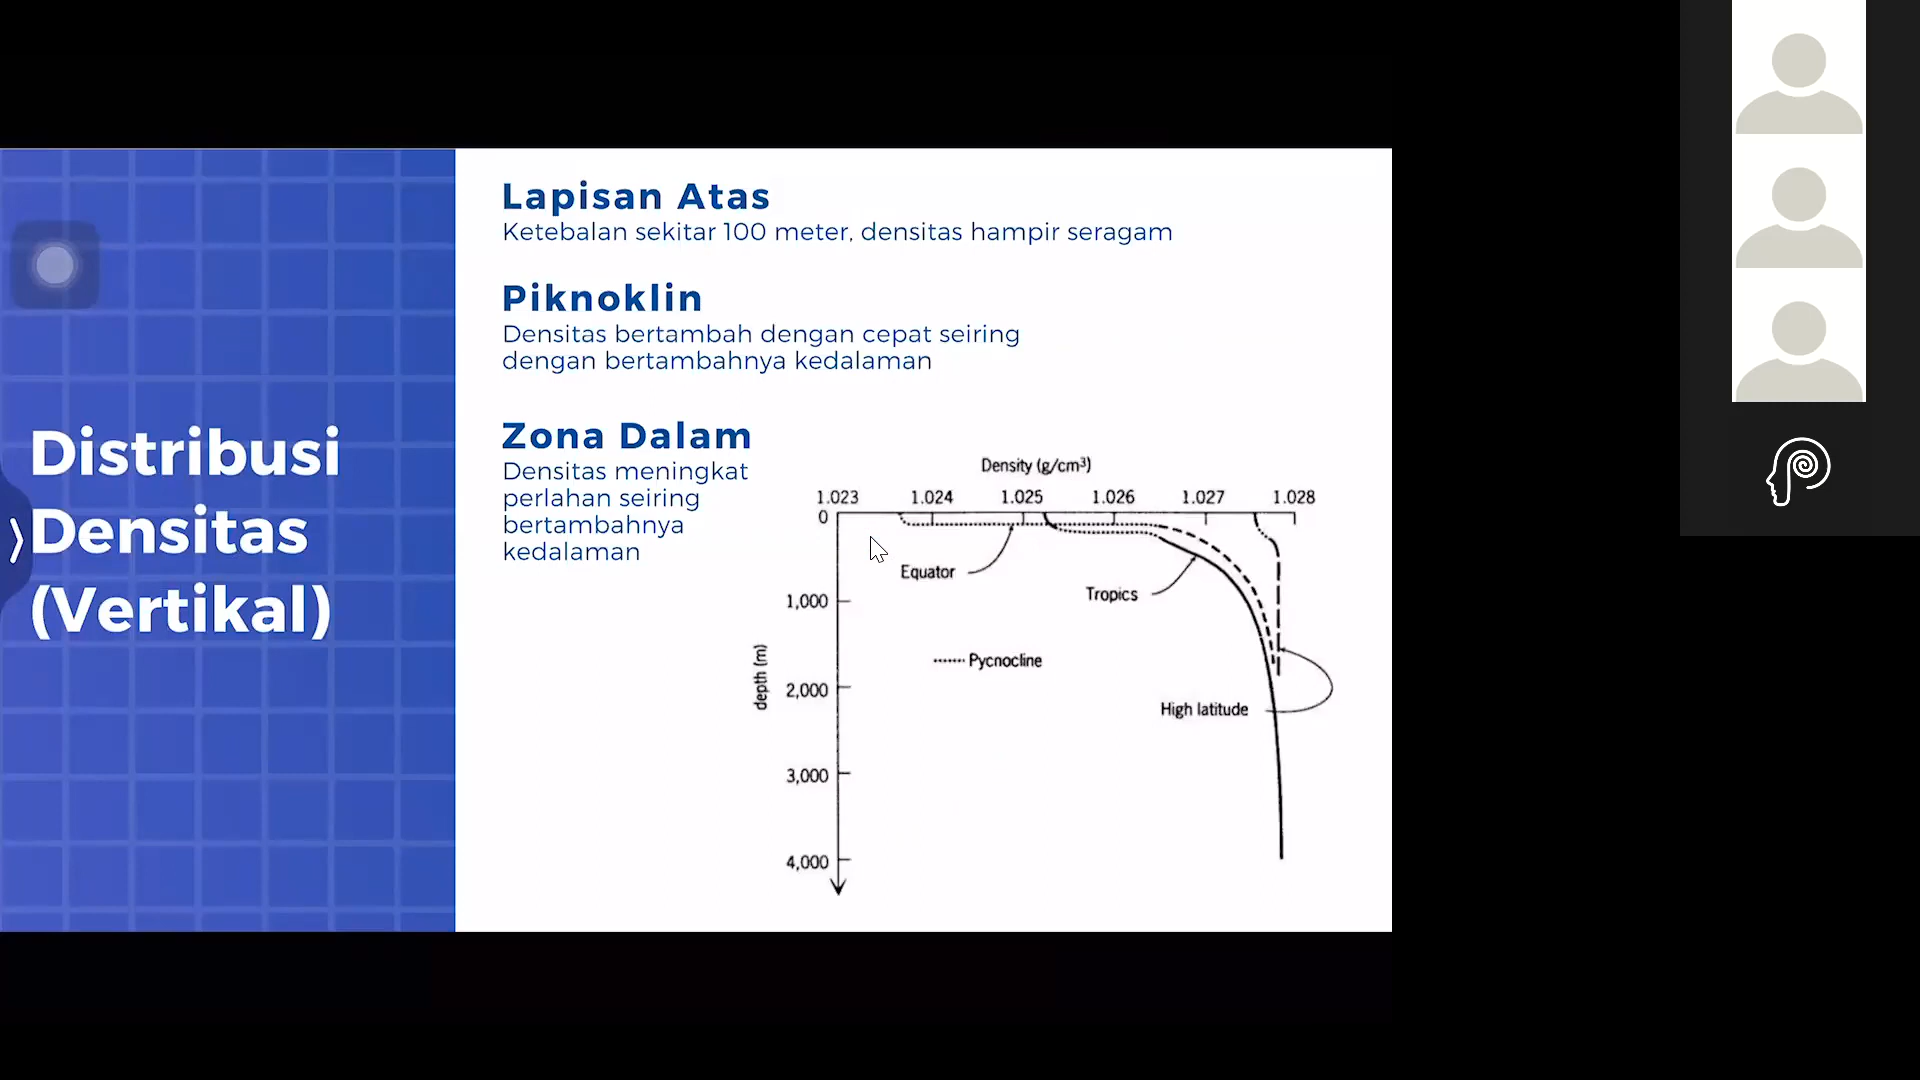 Distribusi
Densitas
(Vertikal)
Lapisan Atas
Ketebalan sekitar 100 meter, densitas hampir seragam
Piknoklin
Densitas bertambah dengan cepat seiring
dengan bertambahnya kedalaman
Zona Dalam
Densitas meningkat
perlahan seiring
bertambahnya
kedalaman
Density (g/cm³)
1.023 1.024 1.025 1.026 1.027 1.028
0
Equator
Tropics
1,000
Pycnocline
depth (m)
2,000
High latitude
3,000
4,000